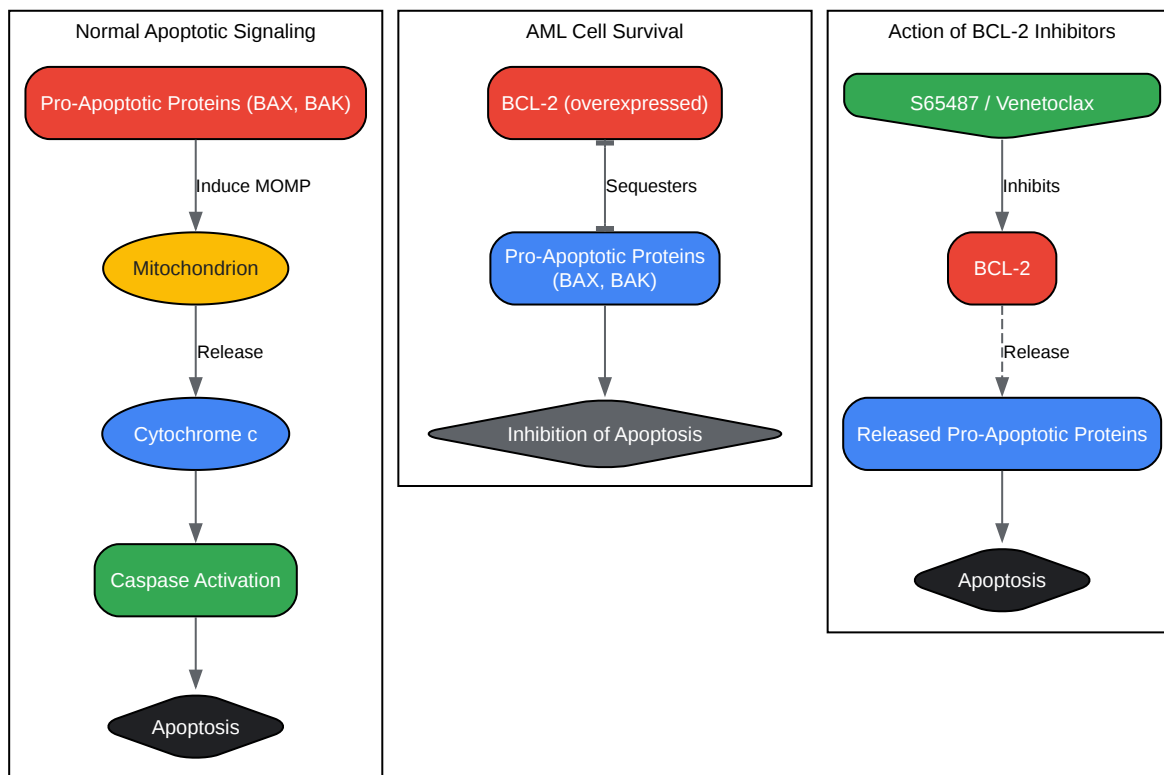 Normal Apoptotic Signaling
Pro-Apoptotic Proteins (BAX, BAK)
Induce MOMP
Mitochondrion
Release
Cytochrome c
Caspase Activation
Apoptosis
AML Cell Survival
BCL-2 (overexpressed)
Sequesters
Pro-Apoptotic Proteins
(BAX, BAK)
Inhibition of Apoptosis
Action of BCL-2 Inhibitors
S65487 / Venetoclax
Inhibits
BCL-2
Release
Released Pro-Apoptotic Proteins
Apoptosis